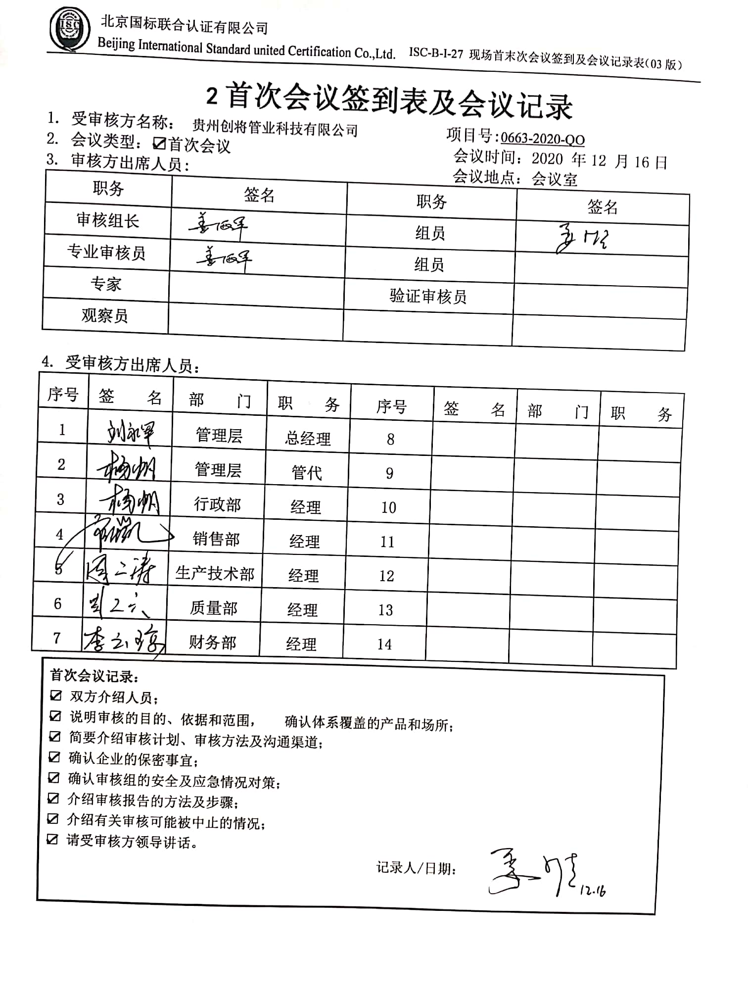 ISC
北京国标联合认证有限公司
Beijing International Standard united Certification Co.,Ltd. ISC-B-I-27 现场首末次会议签到及会议记录表(03 版)
2 首次会议签到表及会议记录
1. 受审核方名称: 贵州创将管业科技有限公司 项目号:0663-2020-QO
2. 会议类型: ☑首次会议 会议时间: 2020 年 12 月 16 日
3. 审核方出席人员: 会议地点: 会议室
职务 签名 职务 签名
审核组长 组员
专业审核员 组员
专家 验证审核员
观察员
4. 受审核方出席人员:
序号 签 名 部 门 职 务 序号 签 名 部 门 职 务
1 刘永军 管理层 总经理 8
2 杨帆 管理层 管代 9
3 杨帆 行政部 经理 10
4 销售部 经理 11
5 周二涛 生产技术部 经理 12
6 质量部 经理 13
7 财务部 经理 14
首次会议记录:
☑ 双方介绍人员;
☑ 说明审核的目的、依据和范围, 确认体系覆盖的产品和场所;
☑ 简要介绍审核计划、审核方法及沟通渠道;
☑ 确认企业的保密事宜;
☑ 确认审核组的安全及应急情况对策;
☑ 介绍审核报告的方法及步骤;
☑ 介绍有关审核可能被中止的情况;
☑ 请受审核方领导讲话。
记录人/日期: 12.16